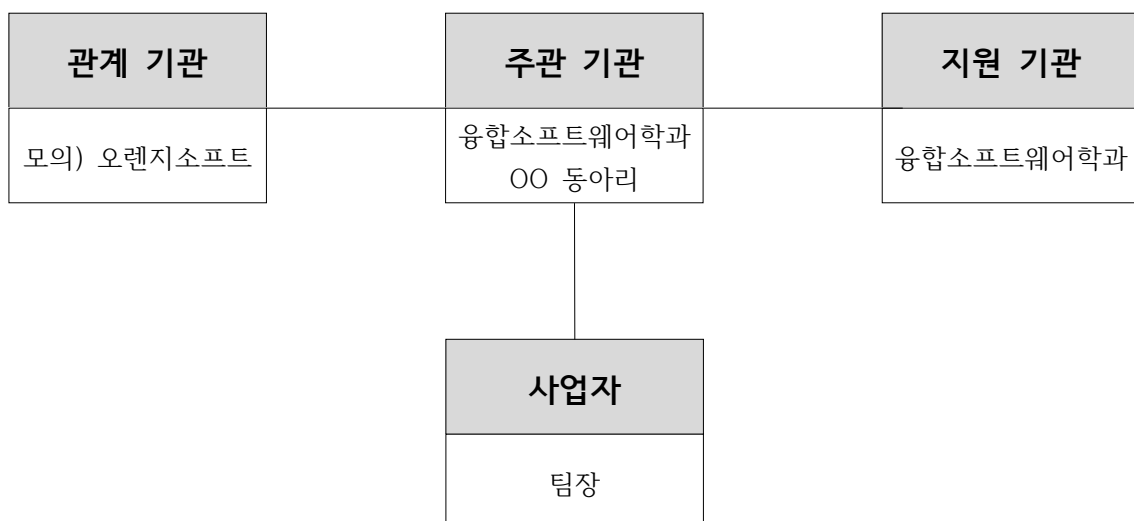 관계 기관
주관 기관
지원 기관
모의) 오렌지소프트
융합소프트웨어학과
OO 동아리
융합소프트웨어학과
사업자
팀장